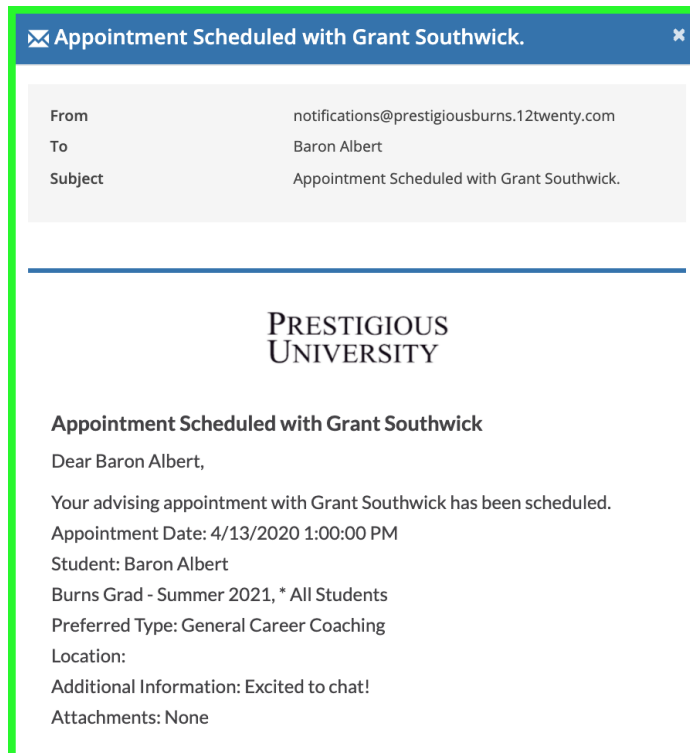 Appointment Scheduled with Grant Southwick.
From notifications@prestigiousburns.12twenty.com
To Baron Albert
Subject Appointment Scheduled with Grant Southwick.
PRESTIGIOUS
UNIVERSITY
Appointment Scheduled with Grant Southwick
Dear Baron Albert,
Your advising appointment with Grant Southwick has been scheduled.
Appointment Date: 4/13/2020 1:00:00 PM
Student: Baron Albert
Burns Grad - Summer 2021, * All Students
Preferred Type: General Career Coaching
Location:
Additional Information: Excited to chat!
Attachments: None